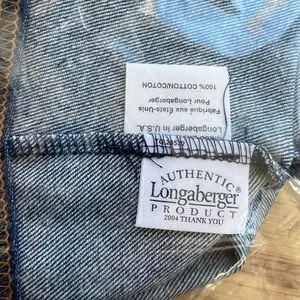 Longaberger in U.S.A.
Fabriqué aux États-Unis
Pour Longaberger
100% COTTON/COTON
AUTHENTIC
Longaberger®
PRODUCT
2004 THANK YOU